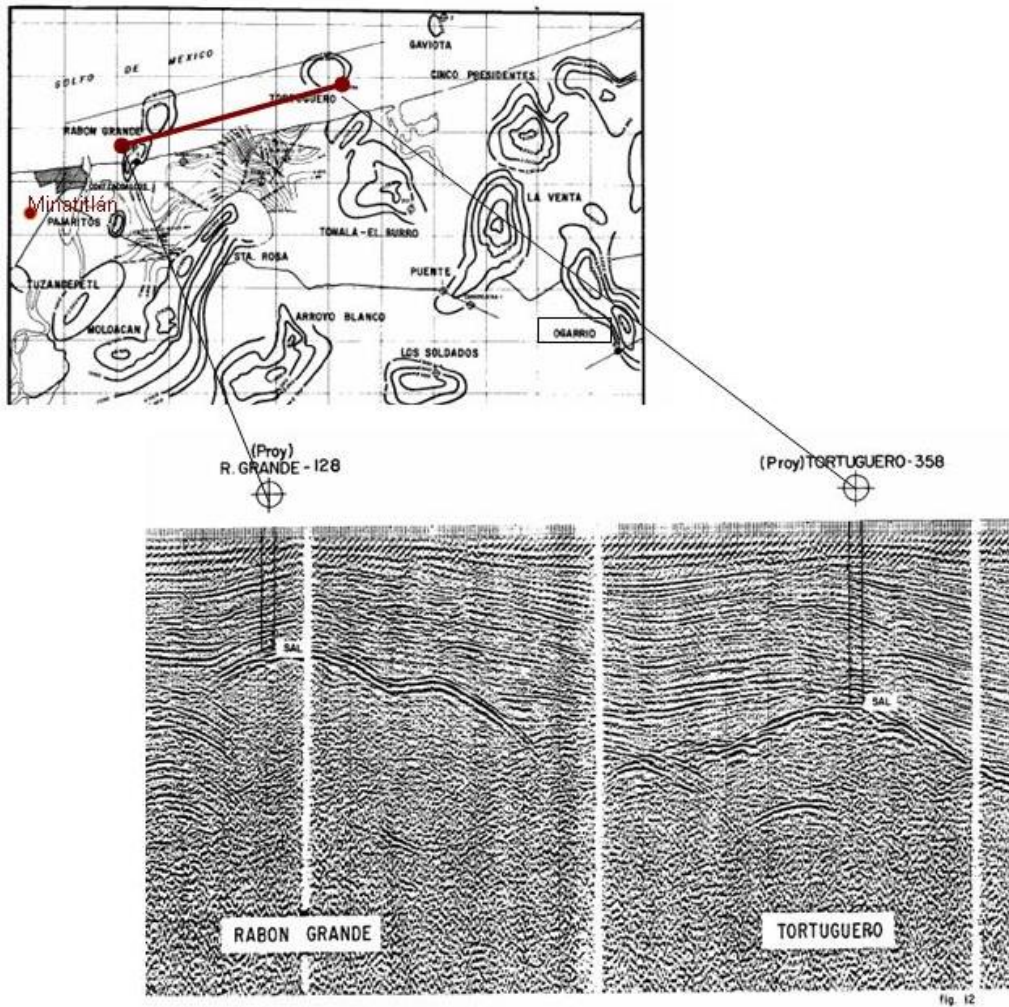 GAVIOTA
GOLFO DE MEXICO
CINCO PRESIDENTES
TORTUGUERO
RABON GRANDE
Minatitlán
PAJARITOS
LA VENTA
TONALA-EL BURRO
STA. ROSA
PUENTE
TUZANDEPETL
MOLOACAN
ARROYO BLANCO
OGARRIO
LOS SOLDADOS
(Proy)
R. GRANDE-128
(Proy) TORTUGUERO-358
SAL
SAL
RABON GRANDE
TORTUGUERO
fig. 12